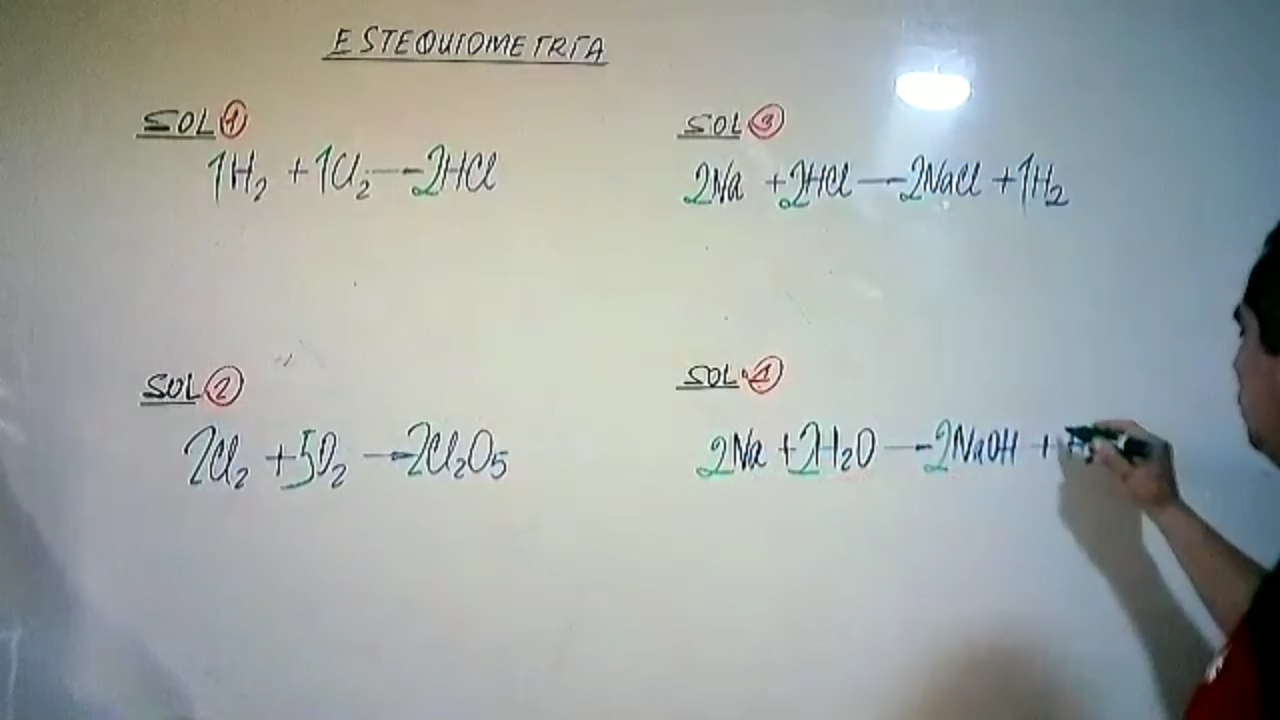 ESTEQUIOMETRÍA
SOL 1
1H₂ + 1Cl₂ → 2HCl
SOL 2
2Cl₂ + 5O₂ → 2Cl₂O₅
SOL 3
2Na + 2HCl → 2NaCl + 1H₂
SOL 4
2Na + 2H₂O → 2NaOH +